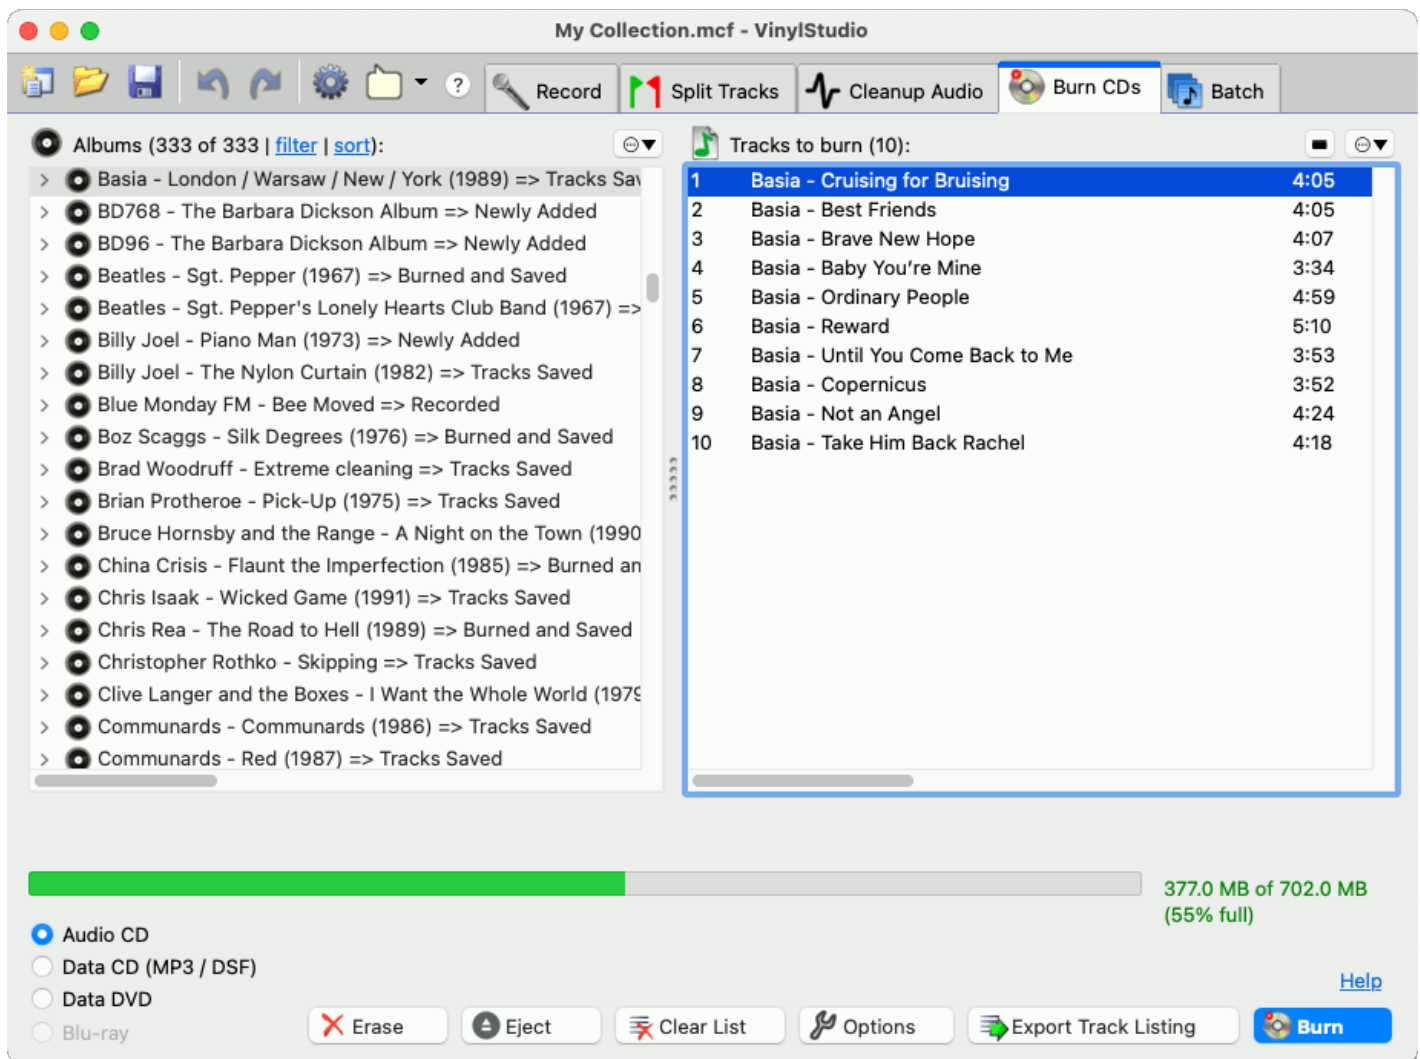 My Collection.mcf - VinylStudio
Record
Split Tracks
Cleanup Audio
Burn CDs
Batch
Albums (333 of 333 | filter | sort):
Basia - London / Warsaw / New / York (1989) => Tracks Sav
BD768 - The Barbara Dickson Album => Newly Added
BD96 - The Barbara Dickson Album => Newly Added
Beatles - Sgt. Pepper (1967) => Burned and Saved
Beatles - Sgt. Pepper's Lonely Hearts Club Band (1967) =>
Billy Joel - Piano Man (1973) => Newly Added
Billy Joel - The Nylon Curtain (1982) => Tracks Saved
Blue Monday FM - Bee Moved => Recorded
Boz Scaggs - Silk Degrees (1976) => Burned and Saved
Brad Woodruff - Extreme cleaning => Tracks Saved
Brian Protheroe - Pick-Up (1975) => Tracks Saved
Bruce Hornsby and the Range - A Night on the Town (1990
China Crisis - Flaunt the Imperfection (1985) => Burned an
Chris Isaak - Wicked Game (1991) => Tracks Saved
Chris Rea - The Road to Hell (1989) => Burned and Saved
Christopher Rothko - Skipping => Tracks Saved
Clive Langer and the Boxes - I Want the Whole World (1979
Communards - Communards (1986) => Tracks Saved
Communards - Red (1987) => Tracks Saved
Tracks to burn (10):
1 Basia - Cruising for Bruising 4:05
2 Basia - Best Friends 4:05
3 Basia - Brave New Hope 4:07
4 Basia - Baby You're Mine 3:34
5 Basia - Ordinary People 4:59
6 Basia - Reward 5:10
7 Basia - Until You Come Back to Me 3:53
8 Basia - Copernicus 3:52
9 Basia - Not an Angel 4:24
10 Basia - Take Him Back Rachel 4:18
377.0 MB of 702.0 MB
(55% full)
Audio CD
Data CD (MP3 / DSF)
Data DVD
Blu-ray
Help
Erase
Eject
Clear List
Options
Export Track Listing
Burn